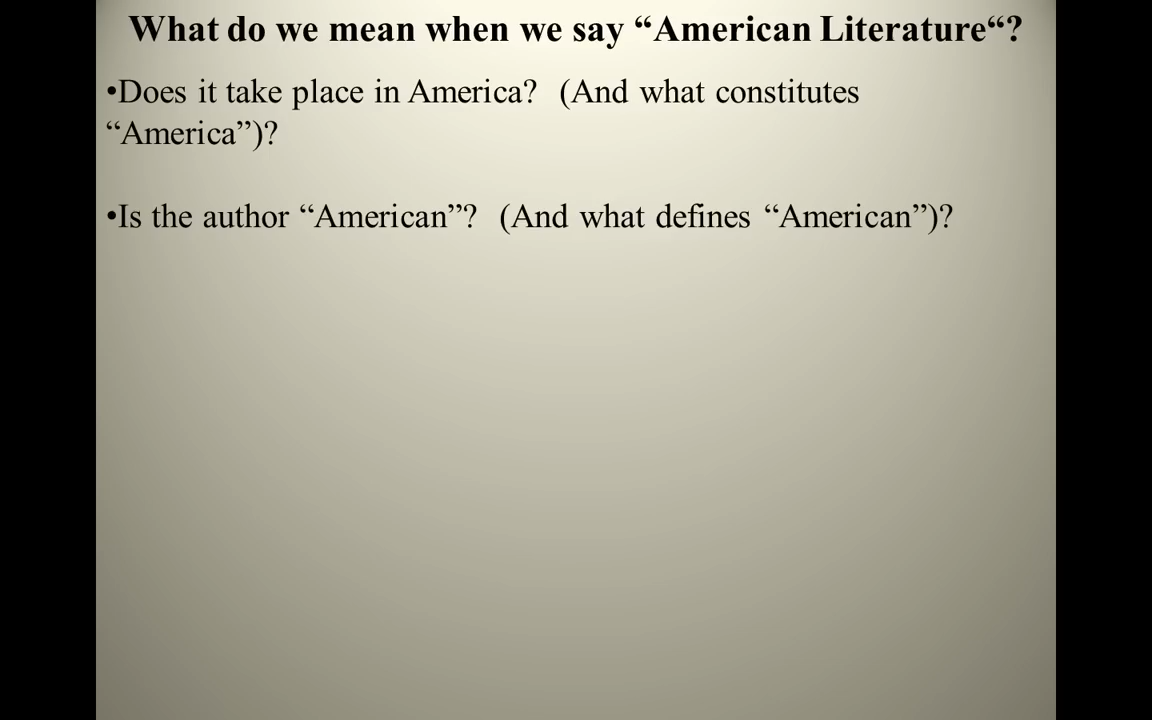 What do we mean when we say “American Literature“?
•Does it take place in America? (And what constitutes
“America”)?
•Is the author “American”? (And what defines “American”)?